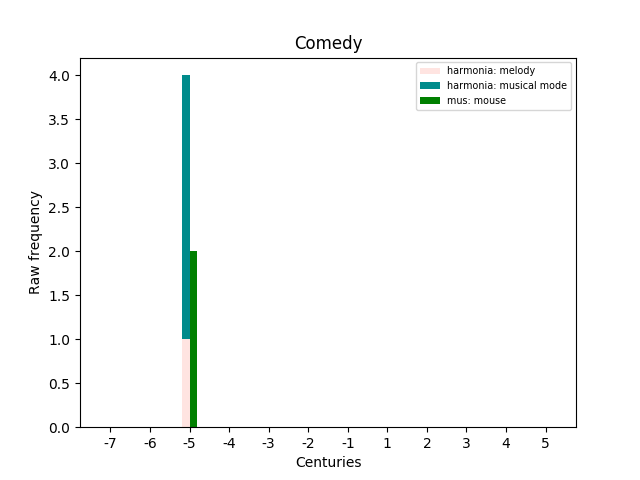 Comedy
harmonia: melody
harmonia: musical mode
mus: mouse
4.0
3.5
3.0
2.5
2.0
1.5
1.0
0.5
0.0
Raw frequency
-7 -6 -5 -4 -3 -2 -1 1 2 3 4 5
Centuries